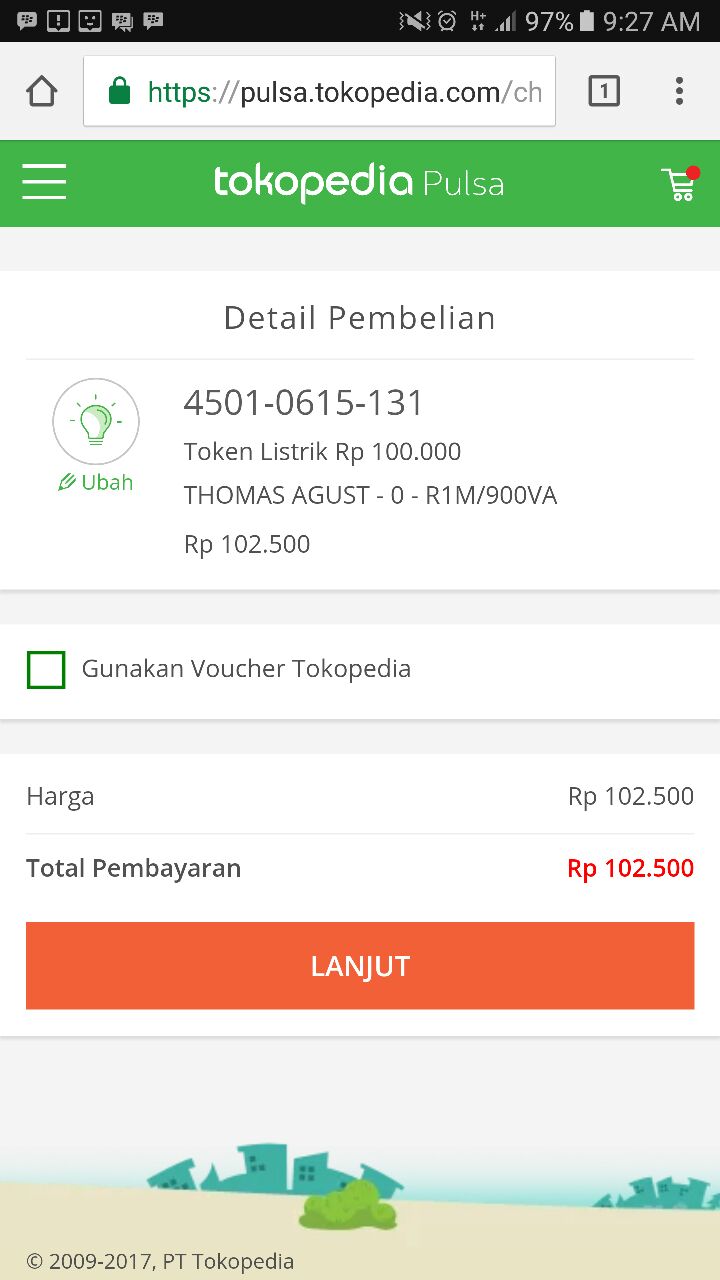 97% 9:27 AM
https://pulsa.tokopedia.com/ch
1
tokopedia Pulsa
Detail Pembelian
4501-0615-131
Token Listrik Rp 100.000
Ubah
THOMAS AGUST - 0 - R1M/900VA
Rp 102.500
Gunakan Voucher Tokopedia
Harga Rp 102.500
Total Pembayaran Rp 102.500
LANJUT
© 2009-2017, PT Tokopedia